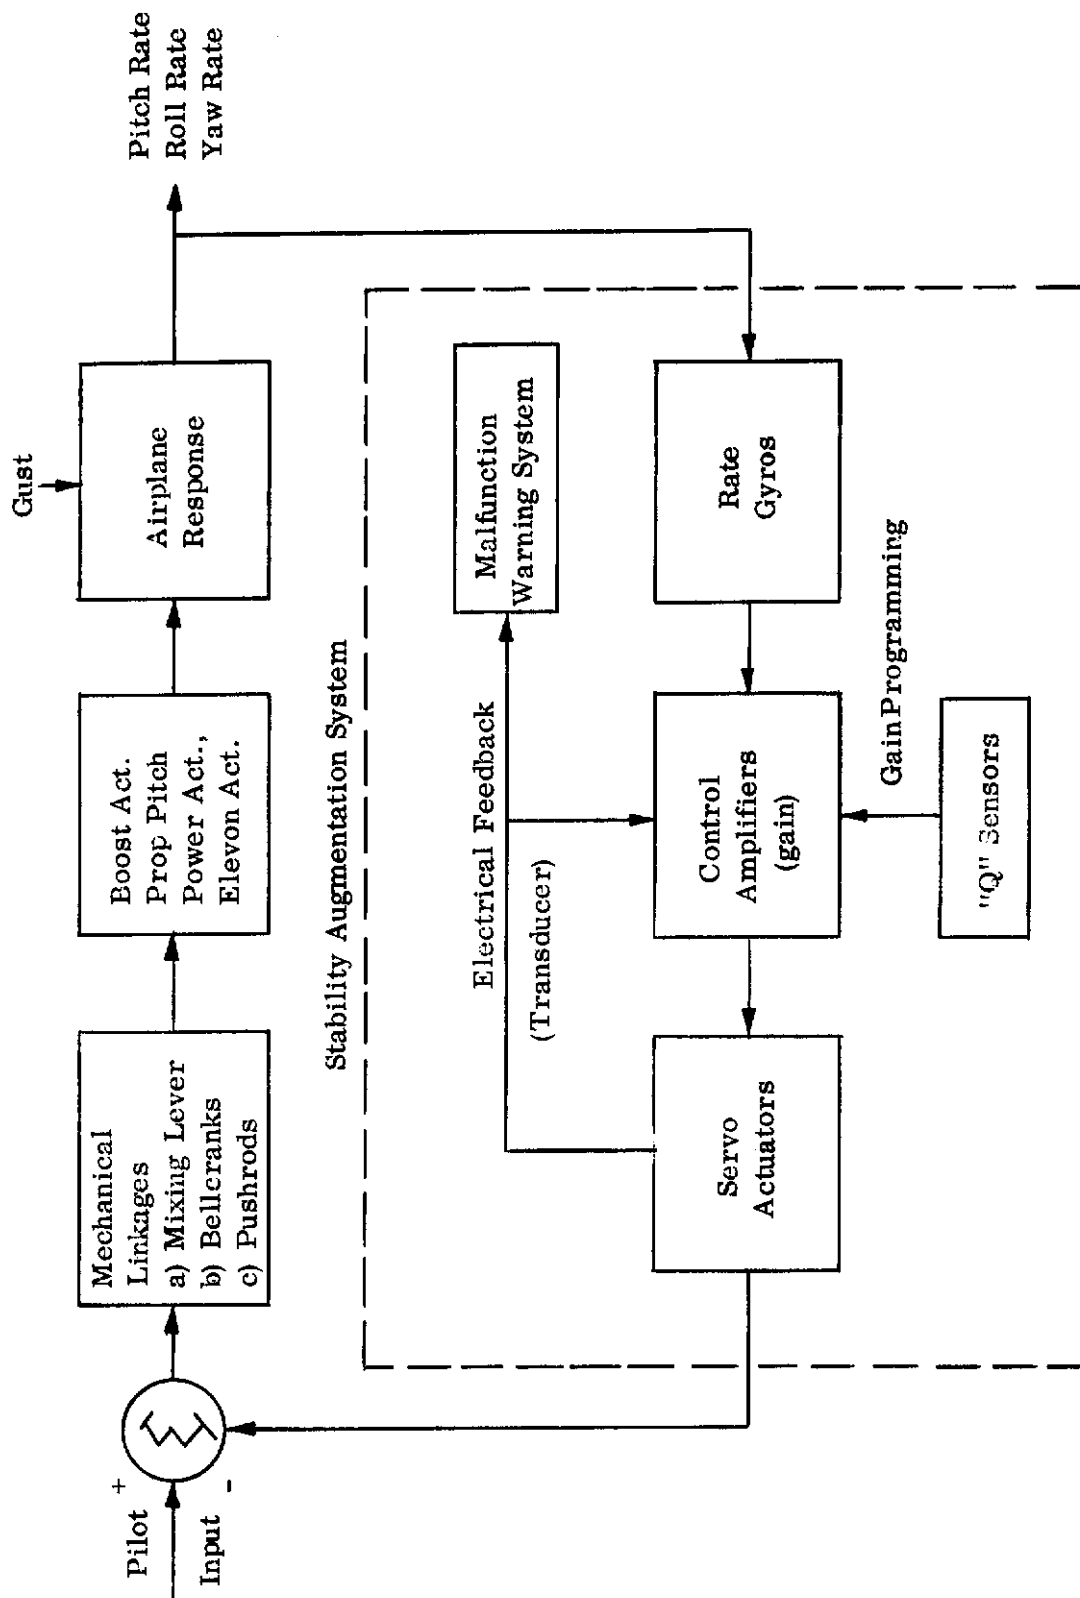 Gust
Pilot +
Input -
Σ
Mechanical
Linkages
a) Mixing Lever
b) Bellcranks
c) Pushrods
Boost Act.
Prop Pitch
Power Act.,
Elevon Act.
Airplane
Response
Pitch Rate
Roll Rate
Yaw Rate
Stability Augmentation System
Electrical Feedback
(Transducer)
Malfunction
Warning System
Servo
Actuators
Control
Amplifiers
(gain)
Rate
Gyros
Gain Programming
"Q" Sensors